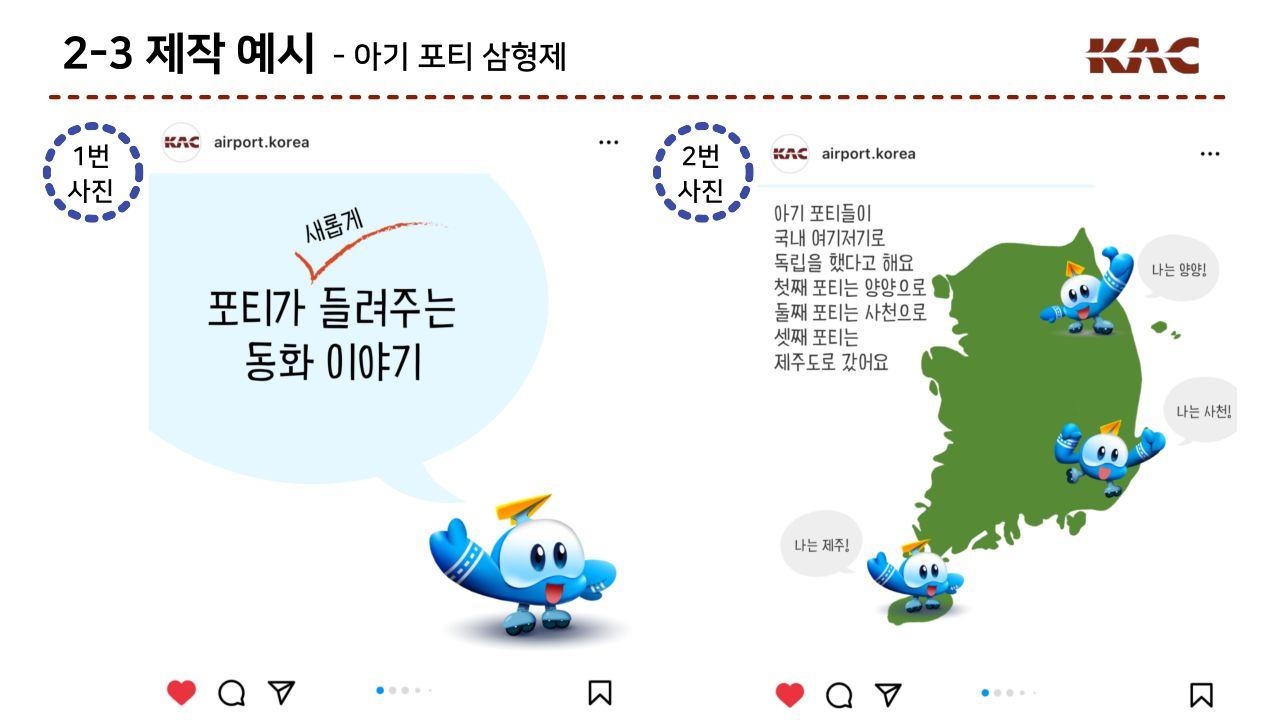 2-3 제작 예시 - 아기 포티 삼형제
KAC
1번
사진
KAC airport.korea
새롭게
포티가 들려주는
동화 이야기
2번
사진
KAC airport.korea
아기 포티들이
국내 여기저기로
독립을 했다고 해요
첫째 포티는 양양으로
둘째 포티는 사천으로
셋째 포티는
제주도로 갔어요
나는 양양!
나는 사천!
나는 제주!